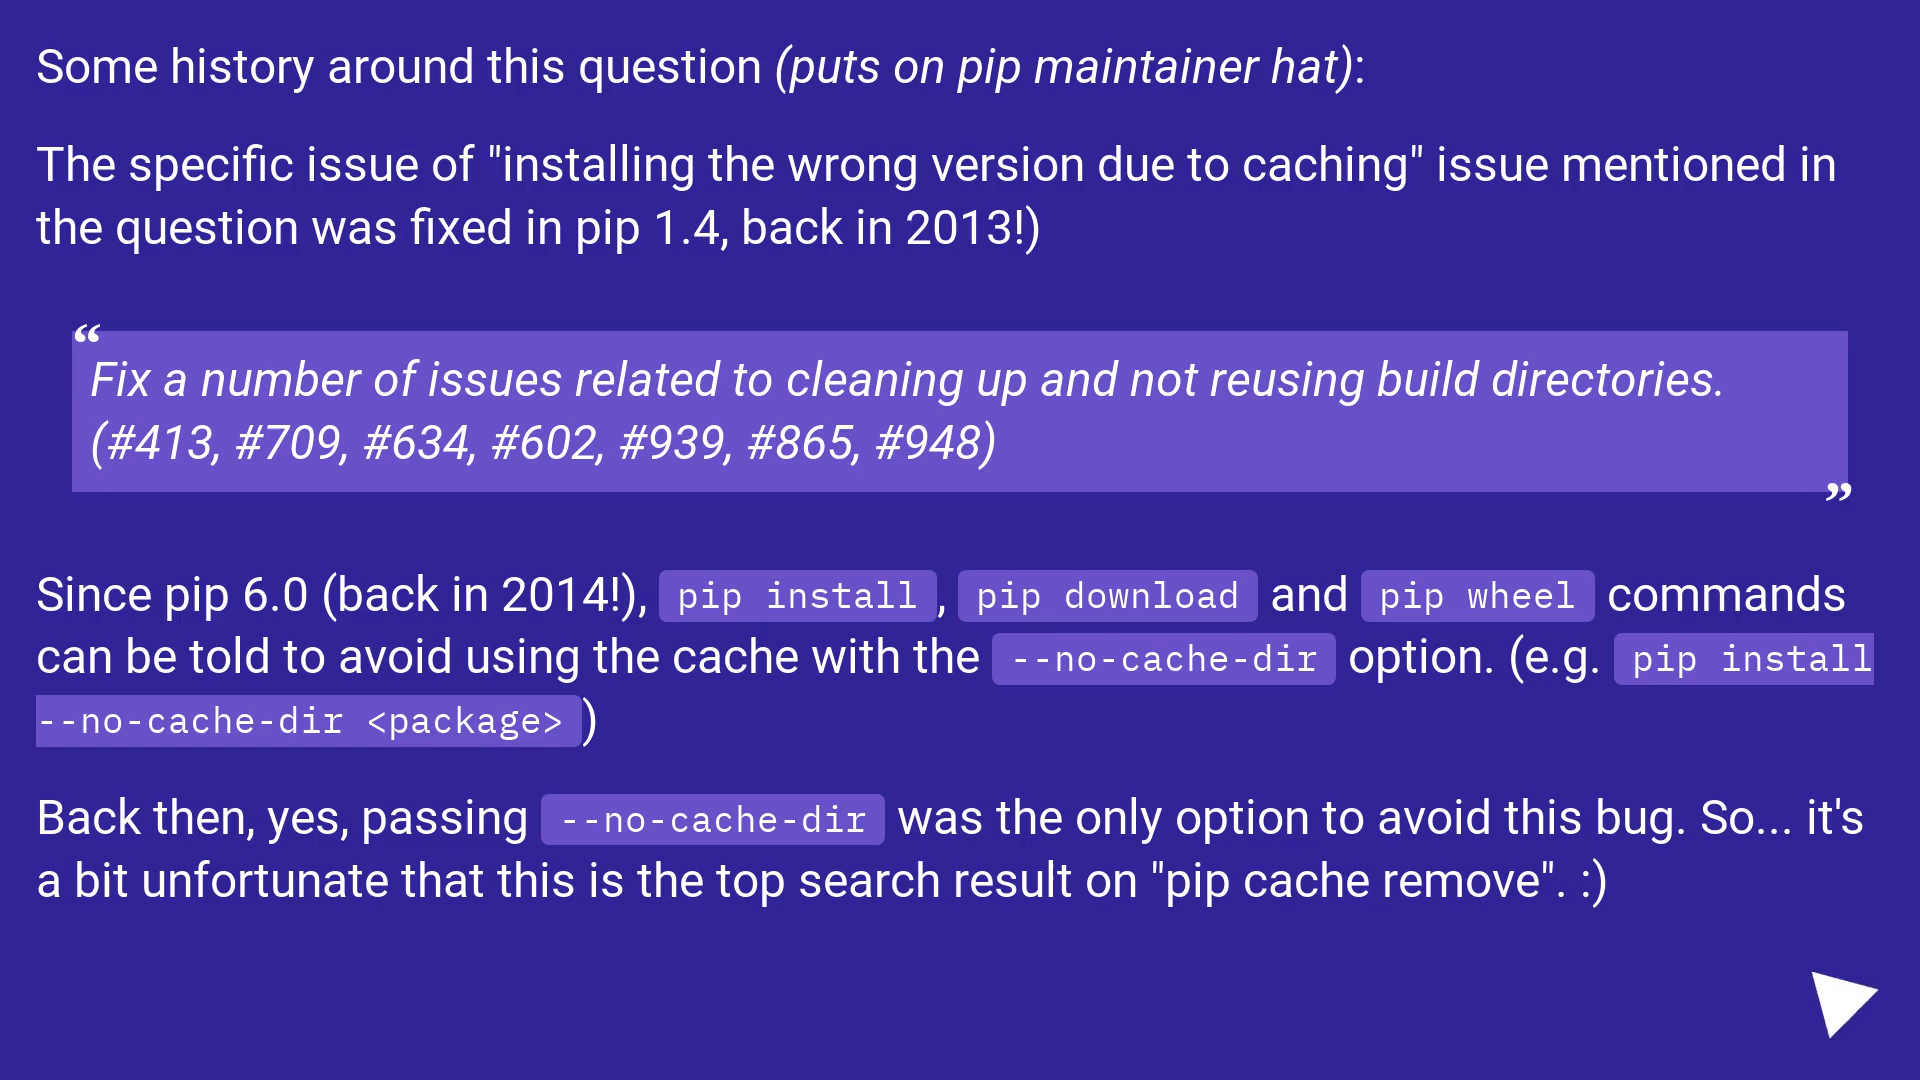 Some history around this question (puts on pip maintainer hat):
The specific issue of "installing the wrong version due to caching" issue mentioned in
the question was fixed in pip 1.4, back in 2013!)
“
Fix a number of issues related to cleaning up and not reusing build directories.
(#413, #709, #634, #602, #939, #865, #948)
”
Since pip 6.0 (back in 2014!), pip install, pip download and pip wheel commands
can be told to avoid using the cache with the --no-cache-dir option. (e.g. pip install
--no-cache-dir <package>)
Back then, yes, passing --no-cache-dir was the only option to avoid this bug. So... it's
a bit unfortunate that this is the top search result on "pip cache remove". :)